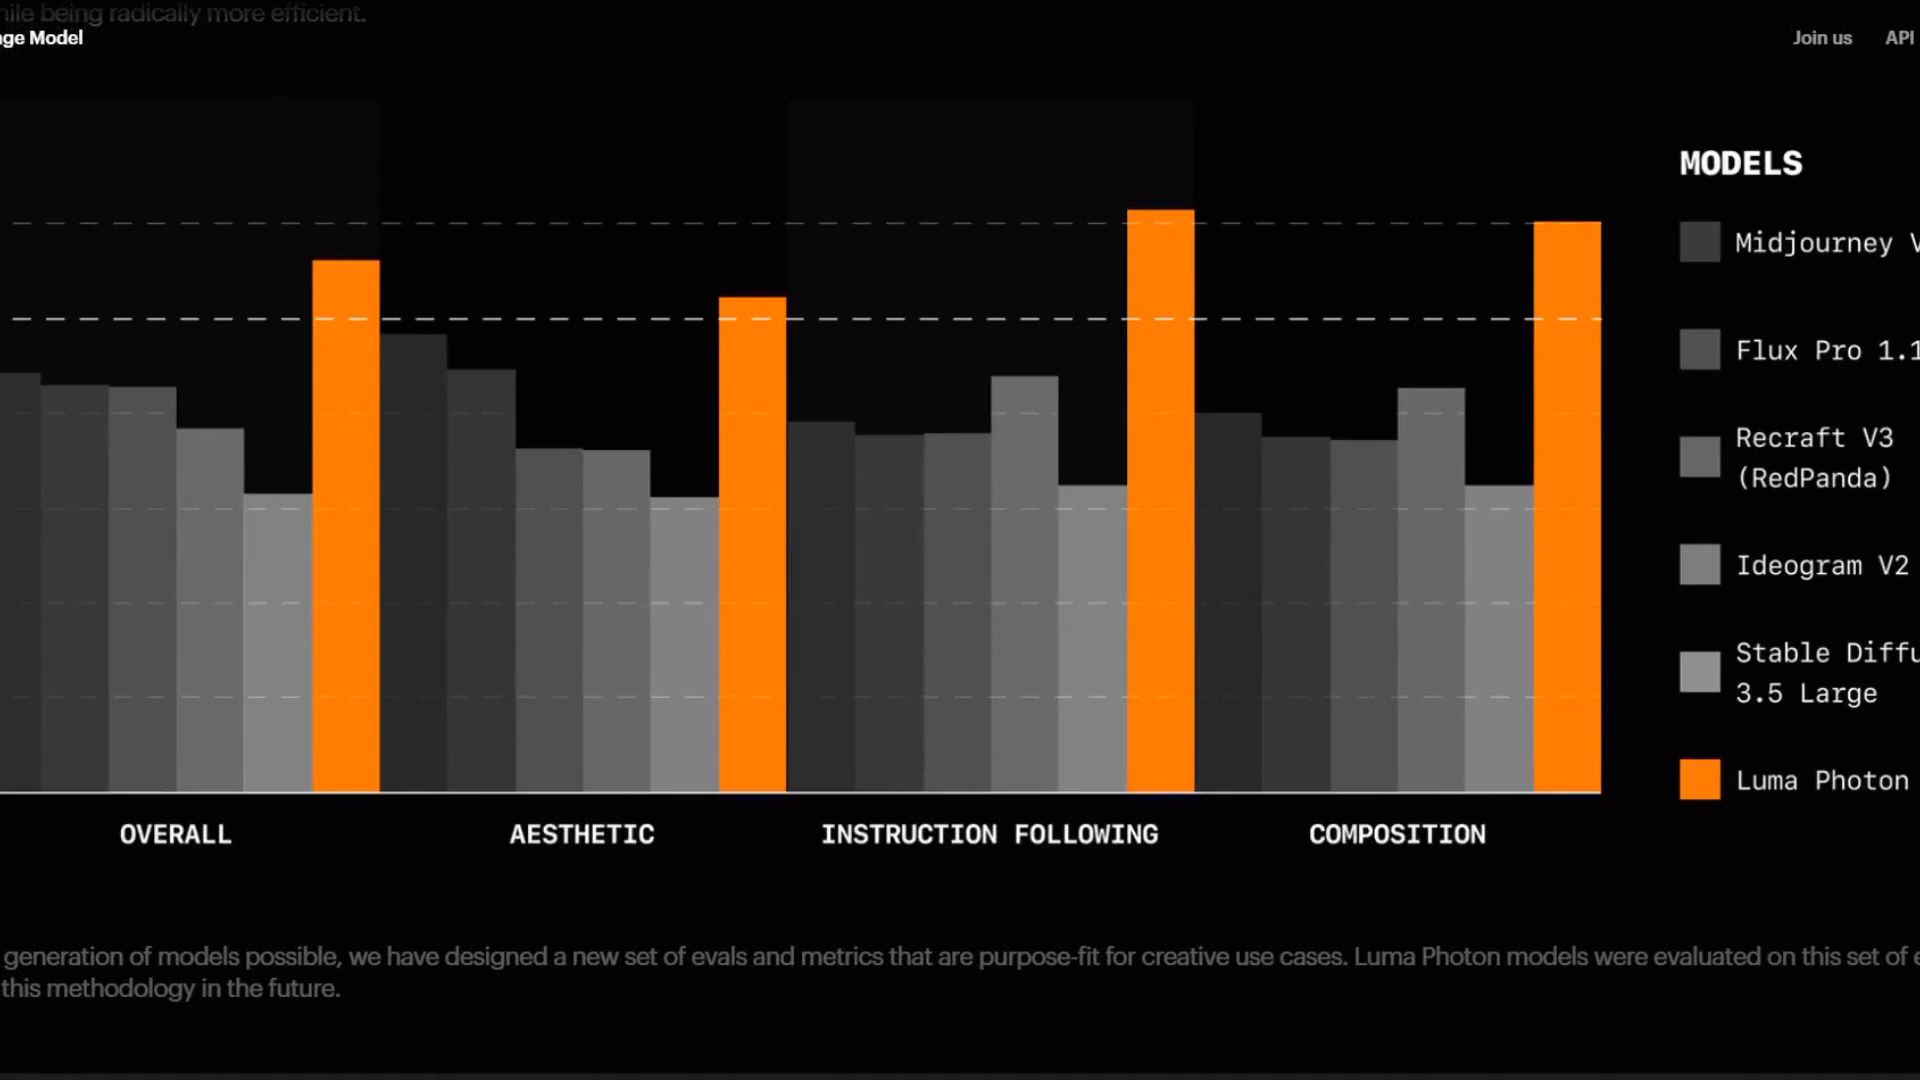 while being radically more efficient.
age Model
Join us
API
MODELS
Midjourney V
Flux Pro 1.1
Recraft V3
(RedPanda)
Ideogram V2
Stable Diffu
3.5 Large
Luma Photon
OVERALL
AESTHETIC
INSTRUCTION FOLLOWING
COMPOSITION
generation of models possible, we have designed a new set of evals and metrics that are purpose-fit for creative use cases. Luma Photon models were evaluated on this set of e
this methodology in the future.